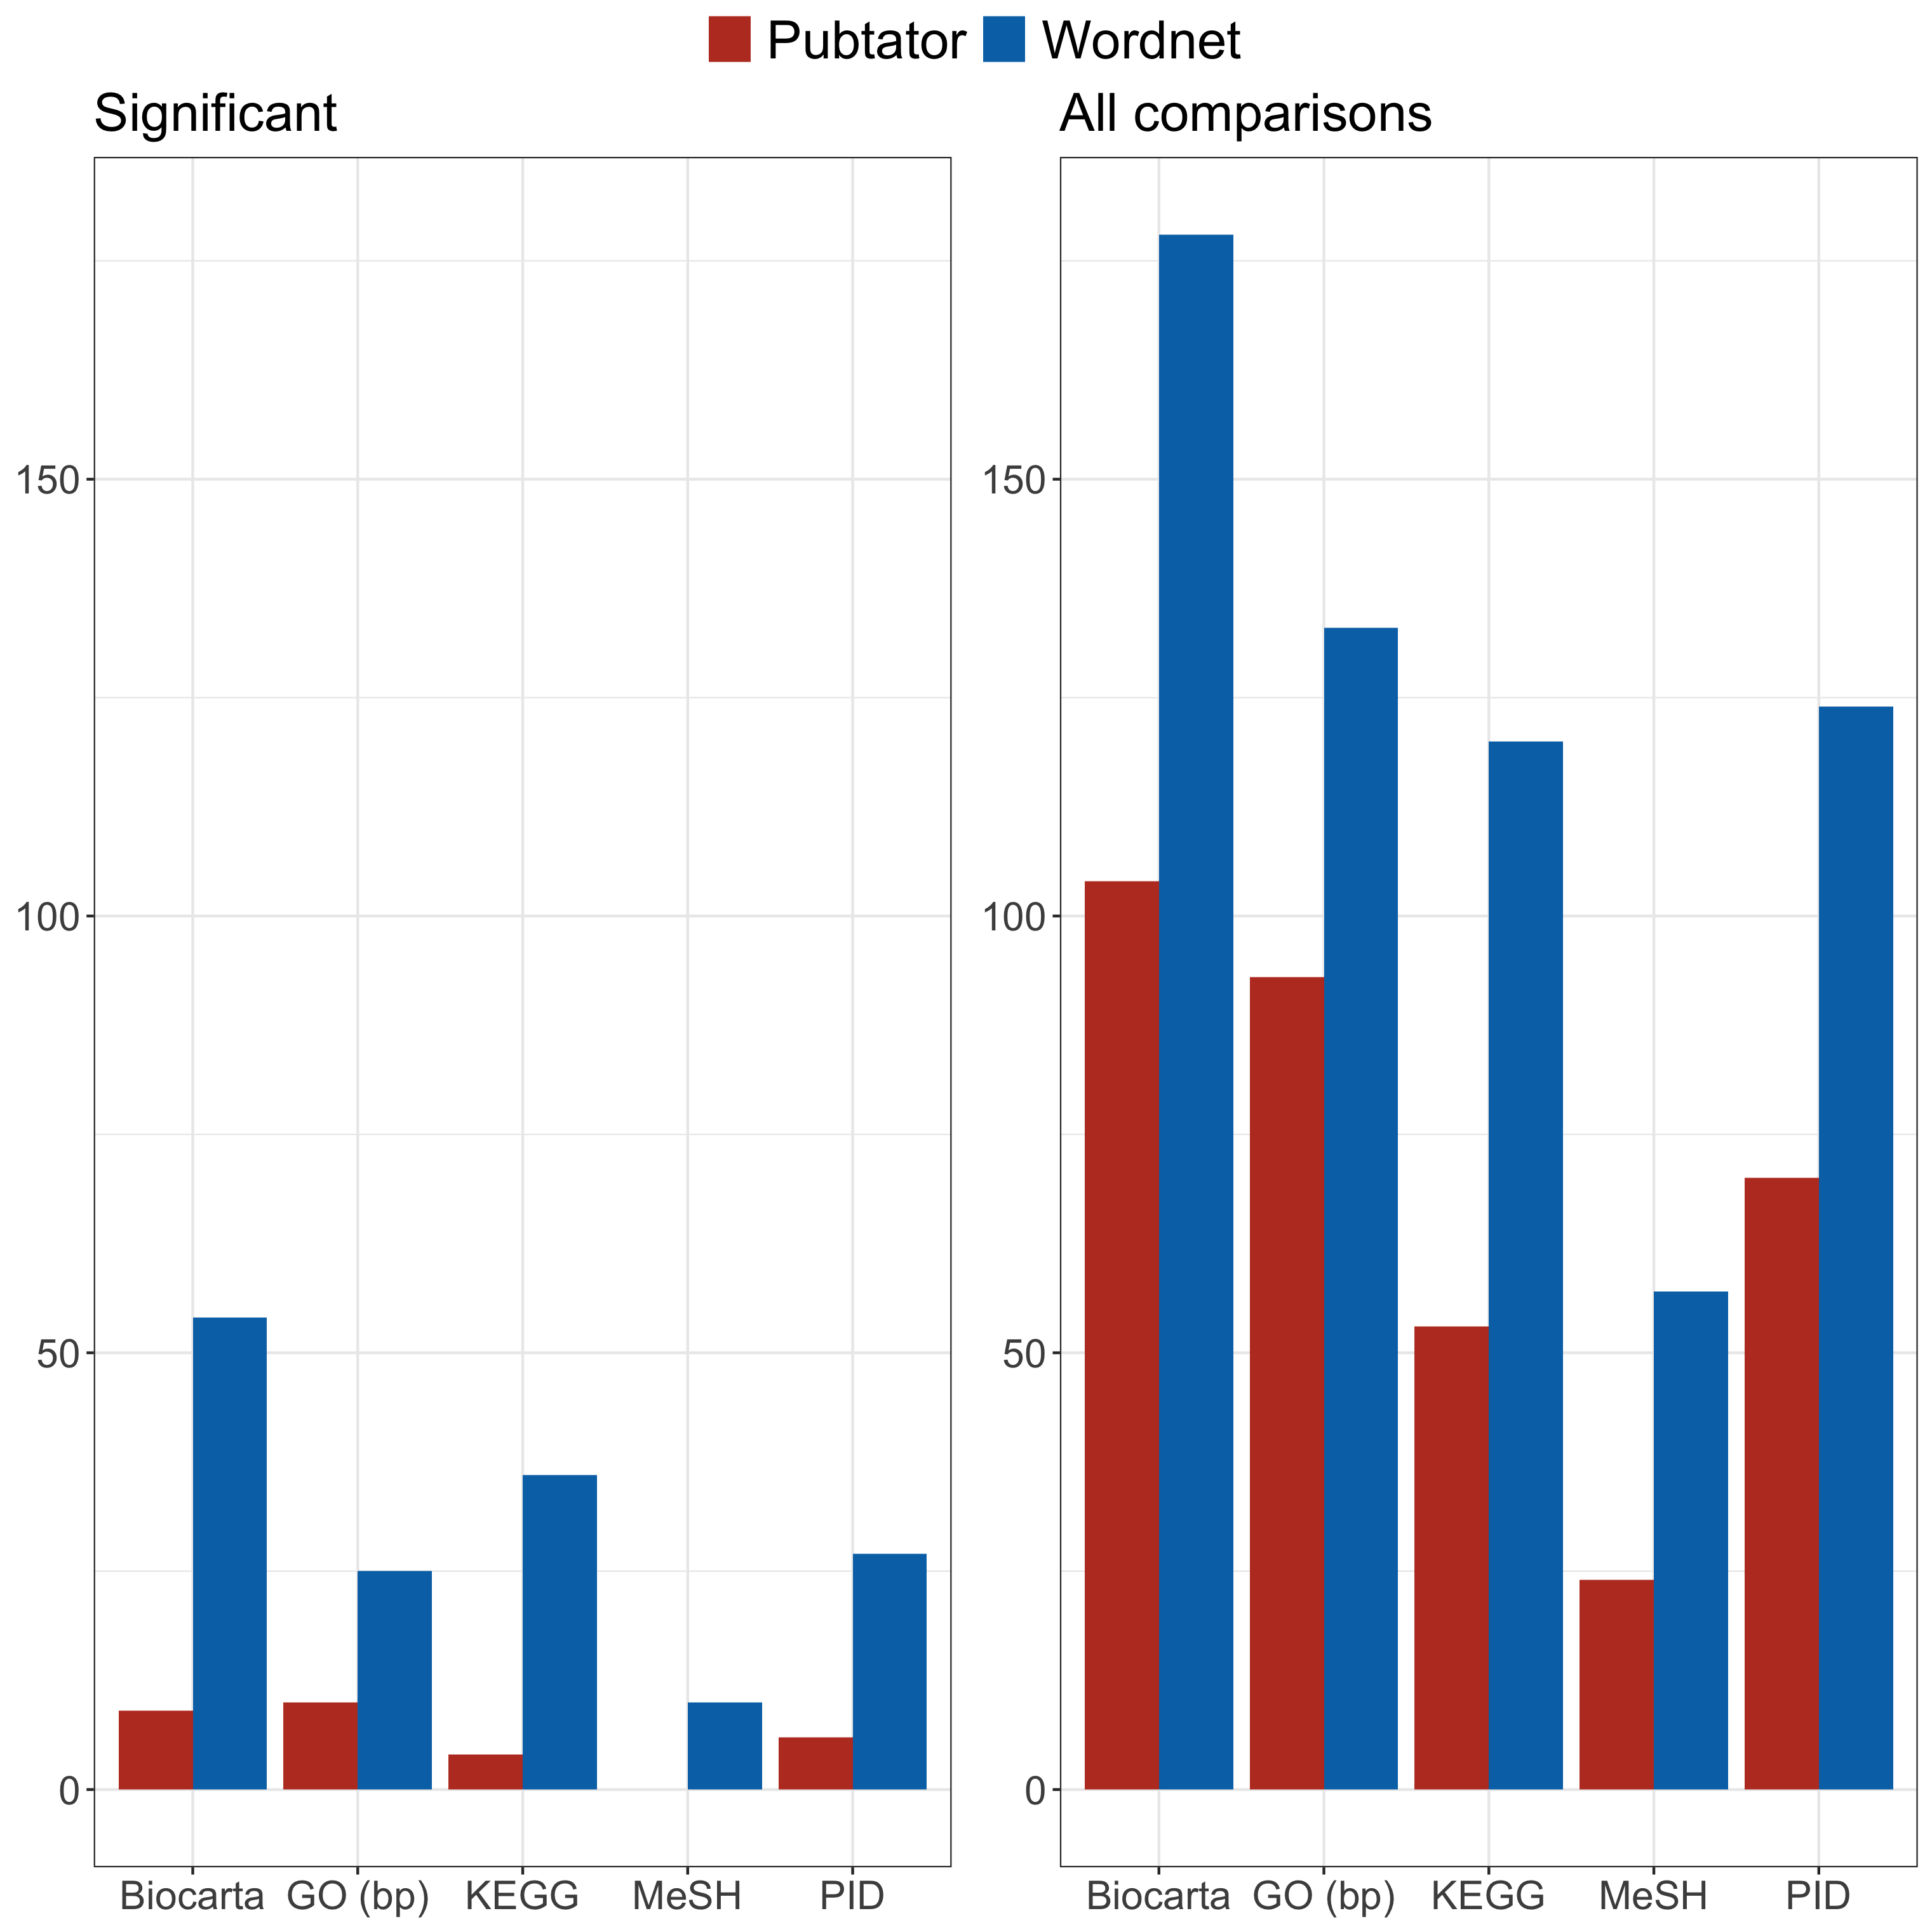 Pubtator Wordnet
Significant
All comparisons
150
100
50
0
Biocarta GO (bp) KEGG MeSH PID
150
100
50
0
Biocarta GO (bp) KEGG MeSH PID